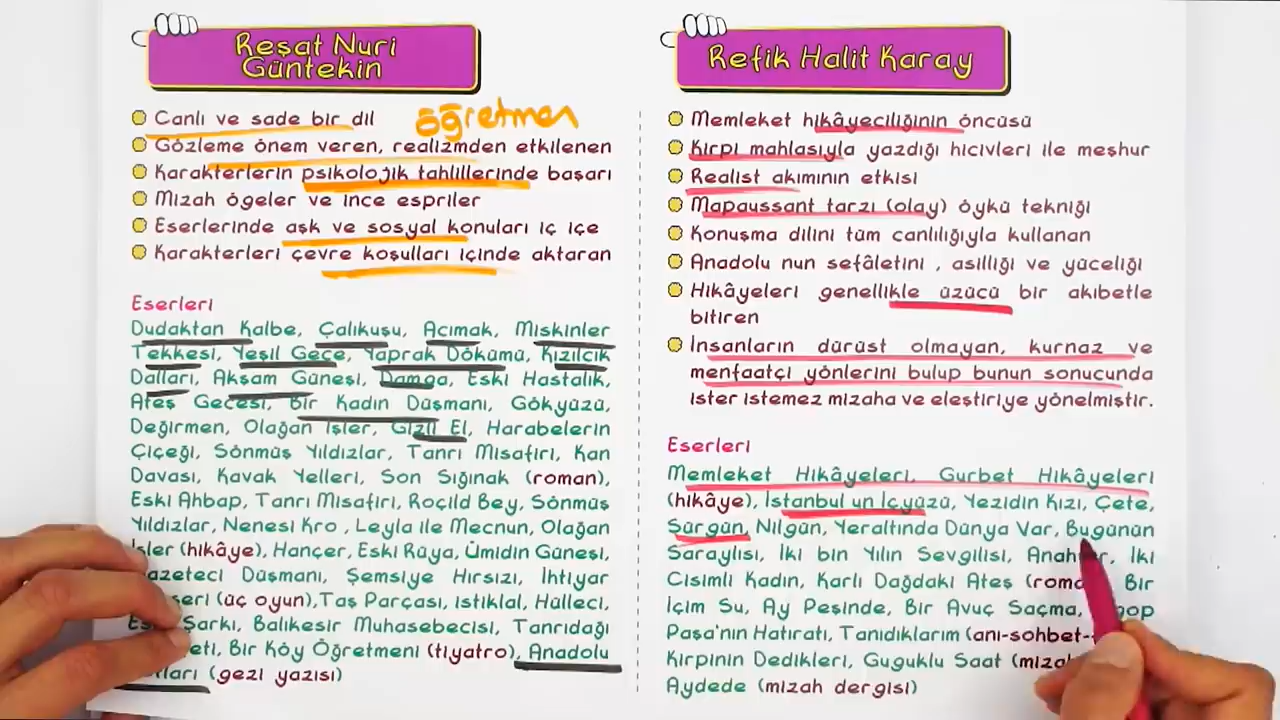 Reşat Nuri
Güntekin
Canlı ve sade bir dil
öğretmen
Gözleme önem veren, realizmden etkilenen
Karakterlerin psikolojik tahlillerinde başarı
Mizah ögeler ve ince espriler
Eserlerinde aşk ve sosyal konuları iç içe
Karakterleri çevre koşulları içinde aktaran
Eserleri
Dudaktan Kalbe, Çalıkuşu, Acımak, Miskinler
Tekkesi, Yeşil Gece, Yaprak Dökümü, Kızılcık
Dalları, Akşam Güneşi, Damga, Eski Hastalık,
Ateş Gecesi, Bir Kadın Düşmanı, Gökyüzü,
Değirmen, Olağan İşler, Gizli El, Harabelerin
Çiçeği, Sönmüş Yıldızlar, Tanrı Misafiri, Kan
Davası, Kavak Yelleri, Son Sığınak (roman)
Eski Ahbap, Tanrı Misafiri, Roçild Bey, Sönmüş
Yıldızlar, Nenesi Kro , Leyla ile Mecnun, Olağan
İşler (hikâye), Hançer, Eski Rüya, Ümidin Güneşi,
Düşmanı, Şemsiye Hırsızı, İhtiyar
(üç oyun),Taş Parçası, istiklal, Hülleci,
Şarkı, Balıkesir Muhasebecisi, Tanrıdağı
Bir Köy Öğretmeni (tiyatro), Anadolu
(gezi yazısı)
Refik Halit Karay
Memleket hikâyeciliğinin öncüsü
Kirpi mahlasıyla yazdığı hicivleri ile meşhur
Realist akımının etkisi
Mapaussant tarzı (olay) öykü tekniği
Konuşma dilini tüm canlılığıyla kullanan
Anadolu nun sefâletini , asilliği ve yüceliği
Hikâyeleri genellikle üzücü bir akıbetle
bitiren
İnsanların dürüst olmayan, kurnaz ve
menfaatçi yönlerini bulup bunun sonucunda
ister istemez mizaha ve eleştiriye yönelmiştir.
Eserleri
Memleket Hikâyeleri, Gurbet Hikâyeleri
(hikâye), İstanbul un İçyüzü, Yezidin Kızı, Çete,
Sürgün, Nilgün, Yeraltında Dünya Var, Bugünün
Saraylısı, İki bin Yılın Sevgilisi, İki
Cisimli Kadın, Karlı Dağdaki Ateş Bir
İçim Su, Ay Peşinde, Bir Avuç Saçma,
Paşa'nın Hatıratı, Tanıdıklarım (anı-sohbet-
Kirpinin Dedikleri, Guguklu Saat
Aydede (mizah dergisi)